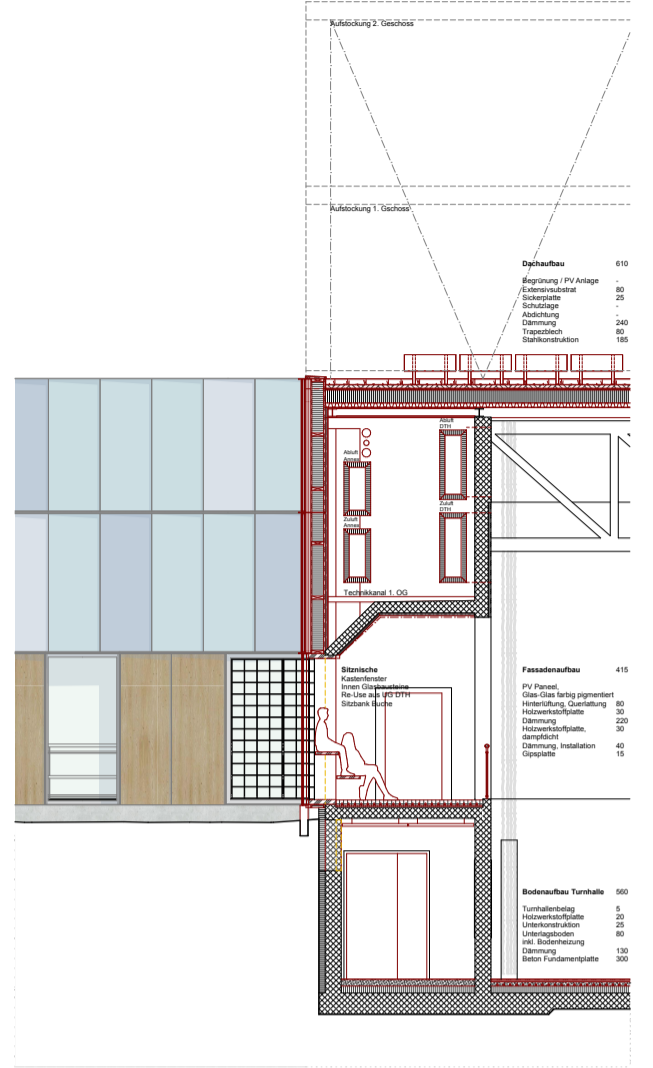 Aufstockung 2. Geschoss
Aufstockung 1. Gschoss
Dachaufbau 610
Begrünung / PV Anlage -
Extensivsubstrat 80
Sickerplatte 25
Schutzlage -
Abdichtung -
Dämmung 240
Trapezblech 80
Stahlkonstruktion 185
Abluft
DTH
Abluft
Annex
Zuluft
DTH
Zuluft
Annex
Technikkanal 1. OG
Sitznische
Kastenfenster
Innen Glasbausteine
Re-Use aus UG DTH
Sitzbank Buche
Fassadenaufbau 415
PV Paneel,
Glas-Glas farbig pigmentiert
Hinterlüftung, Querlattung 80
Holzwerkstoffplatte 30
Dämmung 220
Holzwerkstoffplatte, 30
dampfdicht
Dämmung, Installation 40
Gipsplatte 15
Bodenaufbau Turnhalle 560
Turnhallenbelag 5
Holzwerkstoffplatte 20
Unterkonstruktion 25
Unterlagsboden 80
inkl. Bodenheizung
Dämmung 130
Beton Fundamentplatte 300